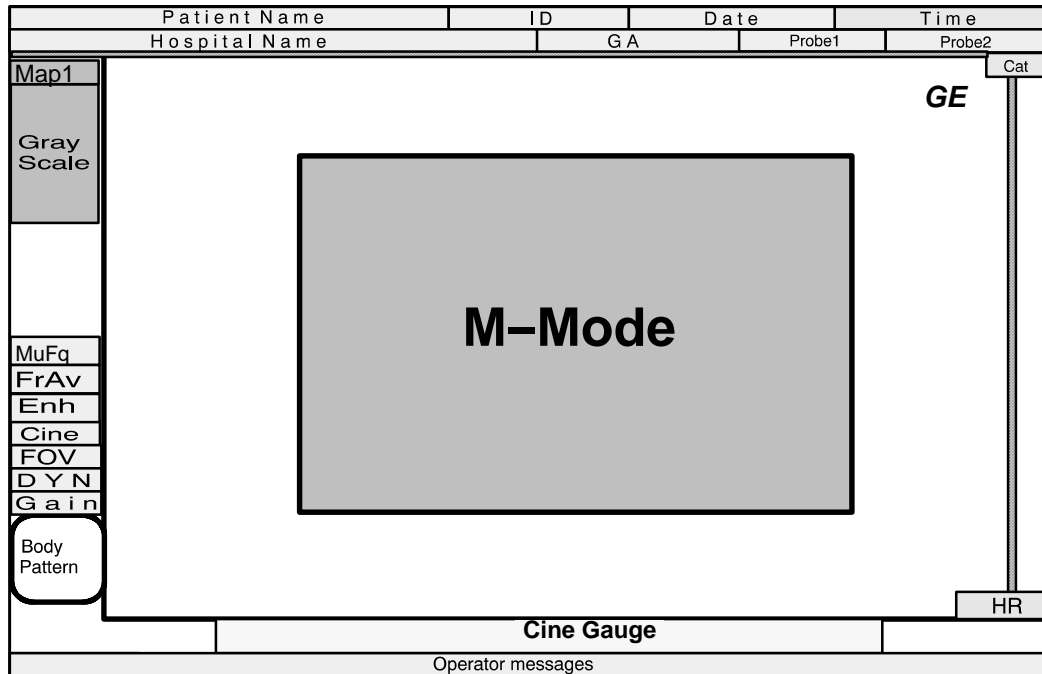 Patient Name ID Date Time
Hospital Name GA Probe1 Probe2
Map1
Cat
GE
Gray
Scale
M–Mode
MuFq
FrAv
Enh
Cine
FOV
DYN
Gain
Body
Pattern
HR
Cine Gauge
Operator messages